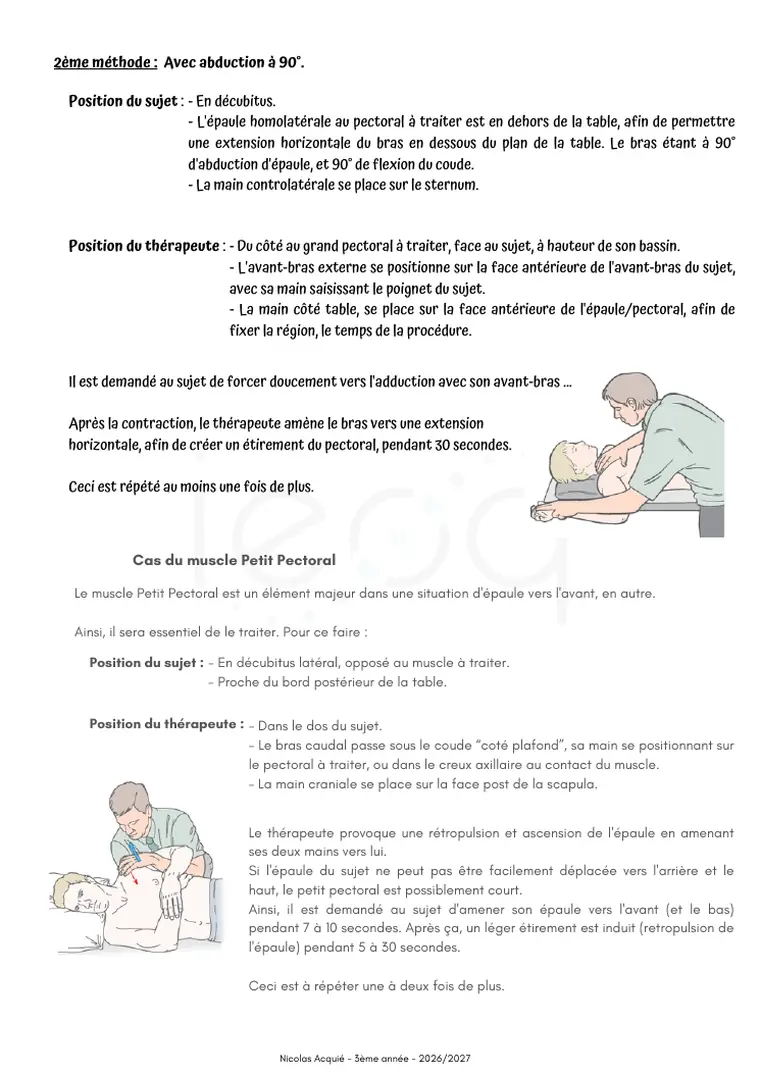 2ème méthode : Avec abduction à 90°.
Position du sujet : - En décubitus.
- L'épaule homolatérale au pectoral à traiter est en dehors de la table, afin de permettre
une extension horizontale du bras en dessous du plan de la table. Le bras étant à 90°
d'abduction d'épaule, et 90° de flexion du coude.
- La main controlatérale se place sur le sternum.
Position du thérapeute : - Du côté au grand pectoral à traiter, face au sujet, à hauteur de son bassin.
- L'avant-bras externe se positionne sur la face antérieure de l'avant-bras du sujet,
avec sa main saisissant le poignet du sujet.
- La main côté table, se place sur la face antérieure de l'épaule/pectoral, afin de
fixer la région, le temps de la procédure.
Il est demandé au sujet de forcer doucement vers l'adduction avec son avant-bras ...
Après la contraction, le thérapeute amène le bras vers une extension
horizontale, afin de créer un étirement du pectoral, pendant 30 secondes.
Ceci est répété au moins une fois de plus.
Cas du muscle Petit Pectoral
Le muscle Petit Pectoral est un élément majeur dans une situation d'épaule vers l'avant, en autre.
Ainsi, il sera essentiel de le traiter. Pour ce faire :
Position du sujet : - En décubitus latéral, opposé au muscle à traiter.
- Proche du bord postérieur de la table.
Position du thérapeute : - Dans le dos du sujet.
- Le bras caudal passe sous le coude "coté plafond", sa main se positionnant sur
le pectoral à traiter, ou dans le creux axillaire au contact du muscle.
- La main craniale se place sur la face post de la scapula.
Le thérapeute provoque une rétropulsion et ascension de l'épaule en amenant
ses deux mains vers lui.
Si l'épaule du sujet ne peut pas être facilement déplacée vers l'arrière et le
haut, le petit pectoral est possiblement court.
Ainsi, il est demandé au sujet d'amener son épaule vers l'avant (et le bas)
pendant 7 à 10 secondes. Après ça, un léger étirement est induit (retropulsion de
l'épaule) pendant 5 à 30 secondes.
Ceci est à répéter une à deux fois de plus.
Nicolas Acquié - 3ème année - 2026/2027